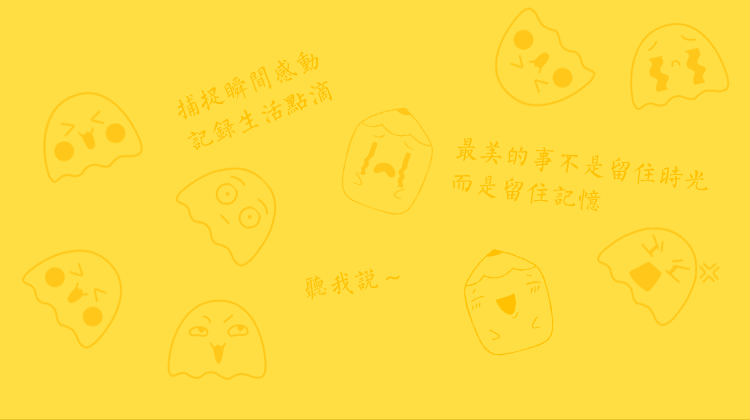 捕捉瞬間感動
記錄生活點滴
最美的事不是留住時光
而是留住記憶
聽我說～